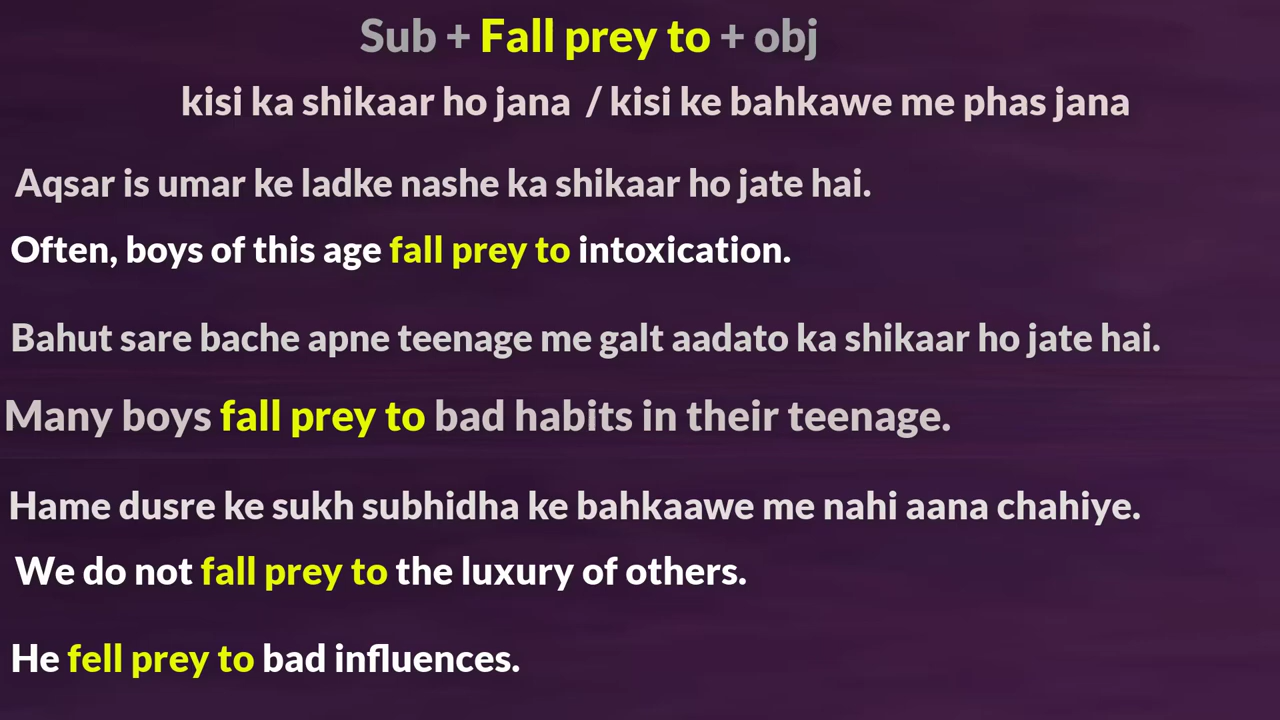 Sub + Fall prey to + obj
kisi ka shikaar ho jana / kisi ke bahkawe me phas jana
Aqsar is umar ke ladke nashe ka shikaar ho jate hai.
Often, boys of this age fall prey to intoxication.
Bahut sare bache apne teenage me galt aadato ka shikaar ho jate hai.
Many boys fall prey to bad habits in their teenage.
Hame dusre ke sukh subhidha ke bahkaawe me nahi aana chahiye.
We do not fall prey to the luxury of others.
He fell prey to bad influences.